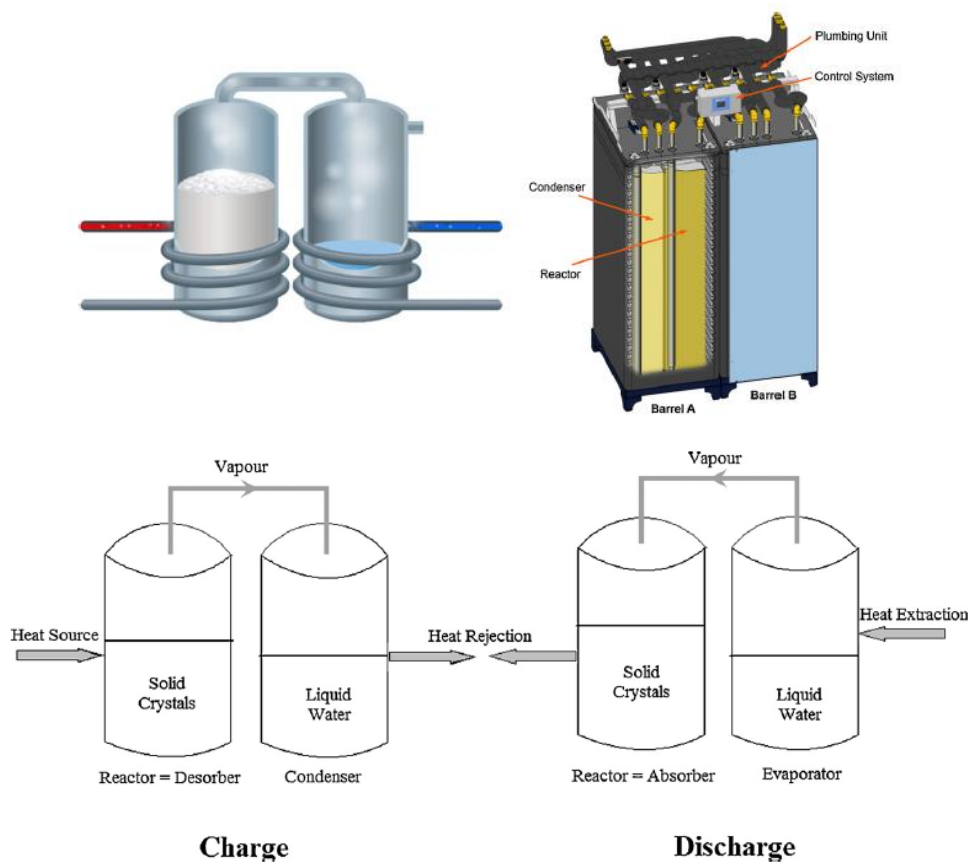 Plumbing Unit
Control System
Condenser
Reactor
Barrel A
Barrel B
Vapour
Heat Source
Solid
Crystals
Liquid
Water
Heat Rejection
Reactor = Desorber
Condenser
Charge
Vapour
Heat Extraction
Solid
Crystals
Liquid
Water
Reactor = Absorber
Evaporator
Discharge